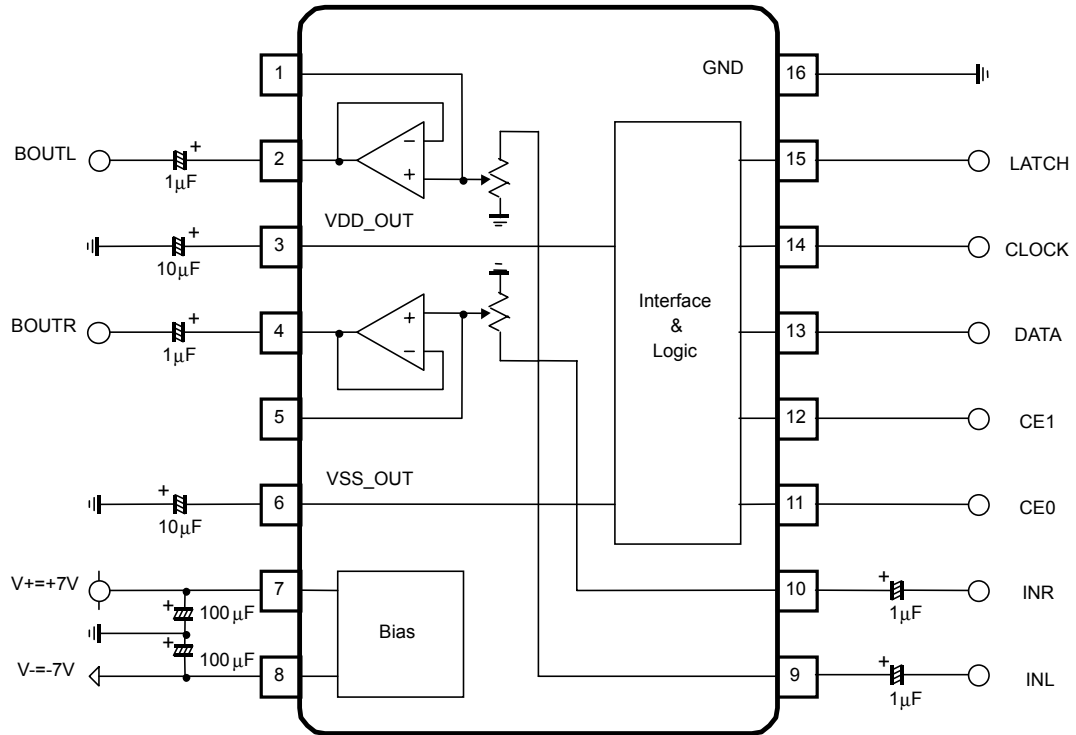 1
GND
16
BOUTL
+
1μF
2
−
+
15
LATCH
VDD_OUT
+
10μF
3
14
CLOCK
BOUTR
+
1μF
4
+
−
Interface
&
Logic
13
DATA
5
12
CE1
VSS_OUT
+
10μF
6
11
CE0
V+=+7V
+
100μF
7
Bias
10
+
1μF
INR
V-=-7V
+
100μF
8
9
+
1μF
INL